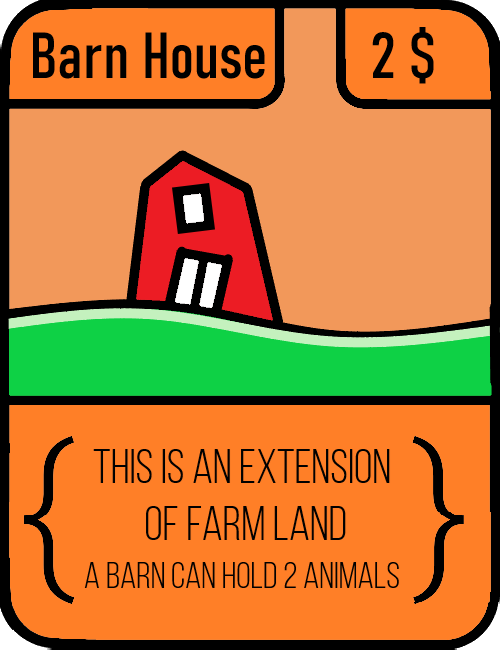 Barn House
2 $
THIS IS AN EXTENSION
OF FARM LAND
A BARN CAN HOLD 2 ANIMALS